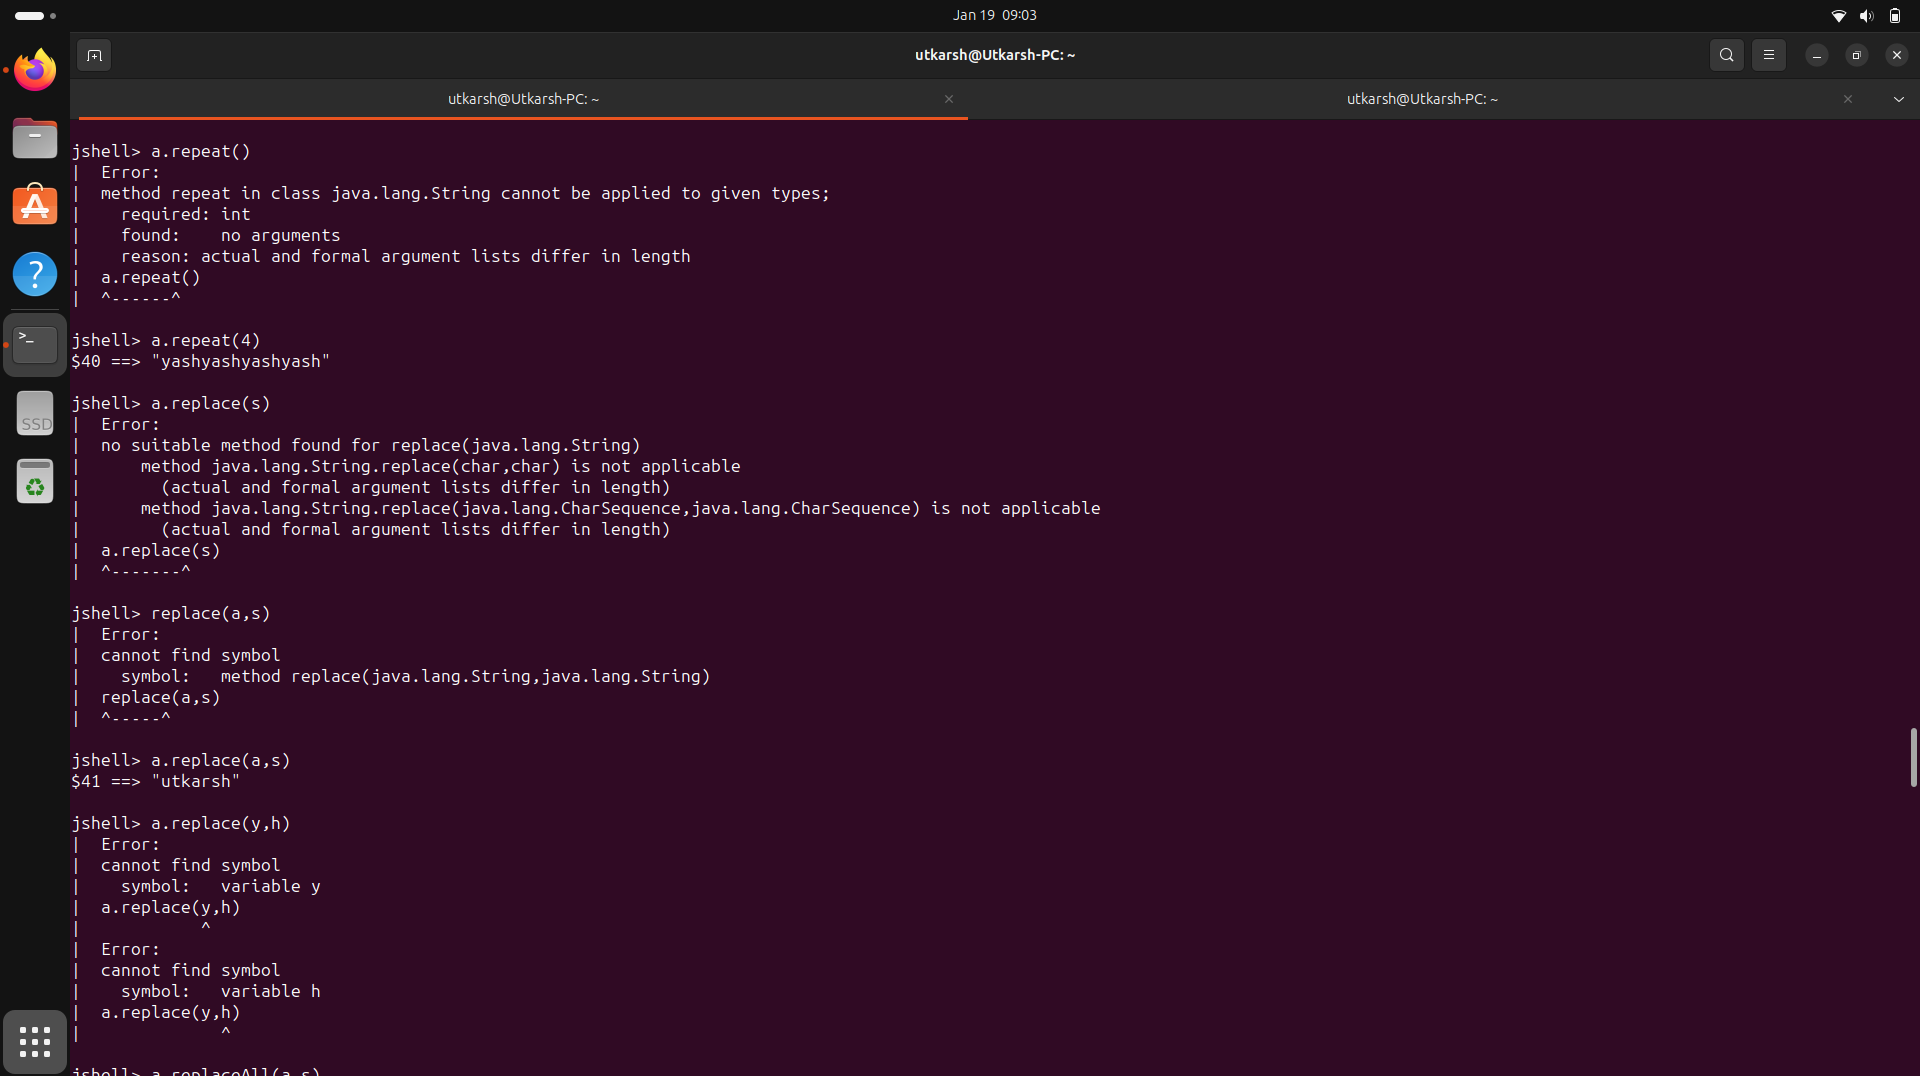 Jan 19 09:03
utkarsh@Utkarsh-PC: ~
utkarsh@Utkarsh-PC: ~
utkarsh@Utkarsh-PC: ~
jshell> a.repeat()
|  Error:
|  method repeat in class java.lang.String cannot be applied to given types;
|    required: int
|    found:    no arguments
|    reason: actual and formal argument lists differ in length
|  a.repeat()
|  ^------^
jshell> a.repeat(4)
$40 ==> "yashyashyashyash"
jshell> a.replace(s)
|  Error:
|  no suitable method found for replace(java.lang.String)
|      method java.lang.String.replace(char,char) is not applicable
|        (actual and formal argument lists differ in length)
|      method java.lang.String.replace(java.lang.CharSequence,java.lang.CharSequence) is not applicable
|        (actual and formal argument lists differ in length)
|  a.replace(s)
|  ^-------^
jshell> replace(a,s)
|  Error:
|  cannot find symbol
|    symbol:   method replace(java.lang.String,java.lang.String)
|  replace(a,s)
|  ^-----^
jshell> a.replace(a,s)
$41 ==> "utkarsh"
jshell> a.replace(y,h)
|  Error:
|  cannot find symbol
|    symbol:   variable y
|  a.replace(y,h)
|            ^
|  Error:
|  cannot find symbol
|    symbol:   variable h
|  a.replace(y,h)
|              ^
jshell> a.replaceAll(a,s)
SSD